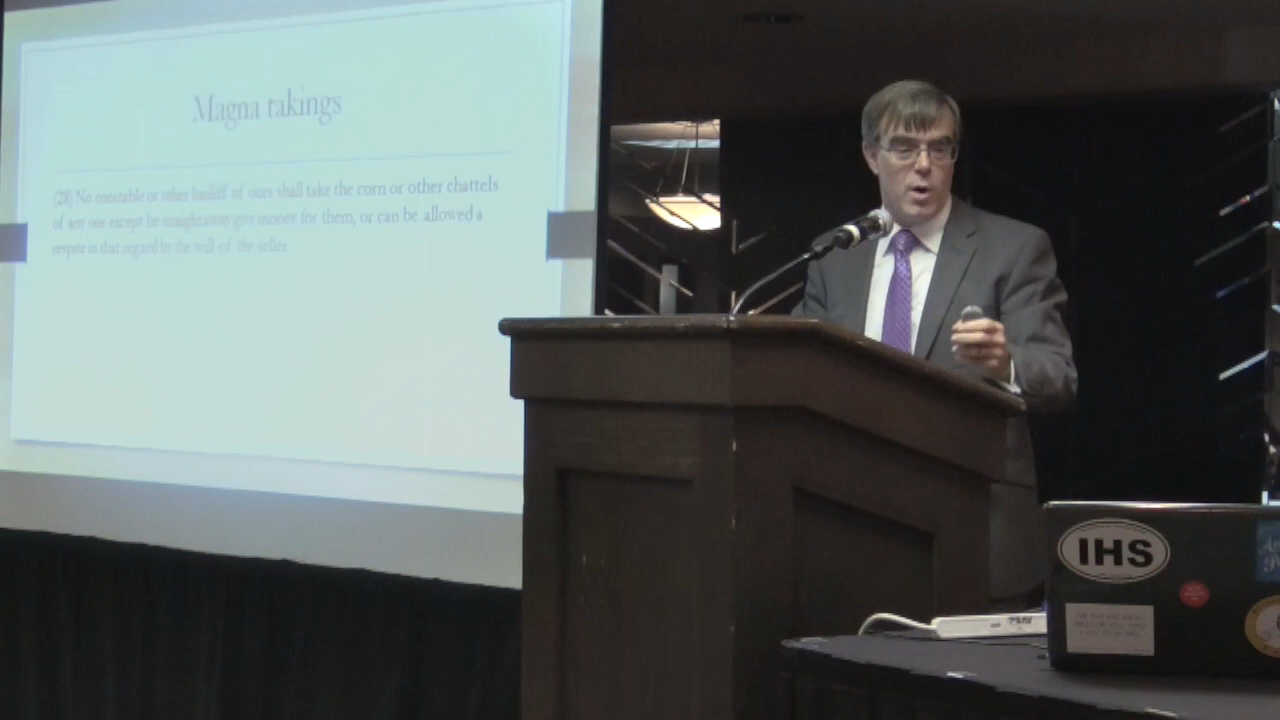 Magna takings
(28) No constable or other bailiff of ours shall take the corn or other chattels
of any one except he straightaway give money for them, or can be allowed a
respite in that regard by the will of the seller.
IHS